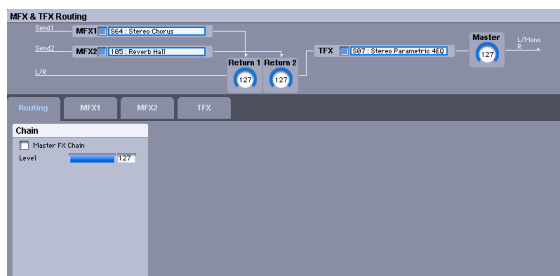 MFX & TFX Routing
Send1 MFX1 S64 : Stereo Chorus
Master L/Mono
R
Send2 MFX2 105 : Reverb Hall
TFX S07 : Stereo Parametric 4EQ 127
Return 1 Return 2
L/R 127 127
Routing MFX1 MFX2 TFX
Chain
Master FX Chain
Level 127